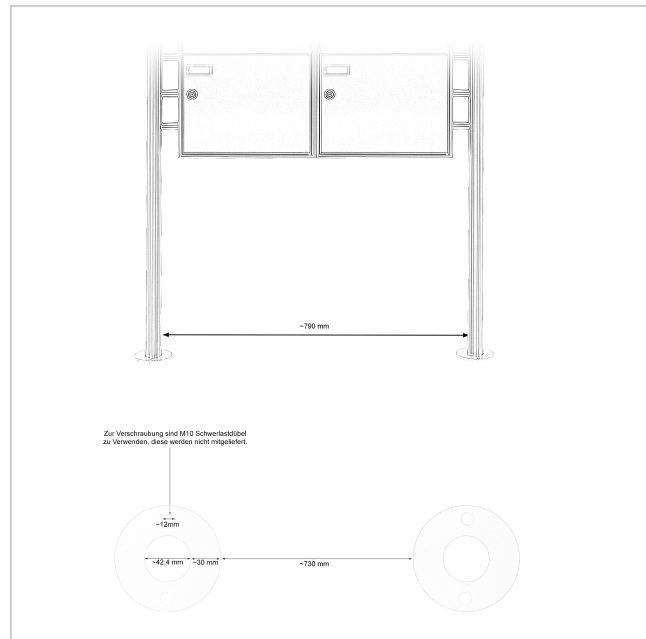 ~790 mm
Zur Verschraubung sind M10 Schwerlastdübel
zu Verwenden, diese werden nicht mitgeliefert.
~12mm
~42,4 mm
~30 mm
~730 mm